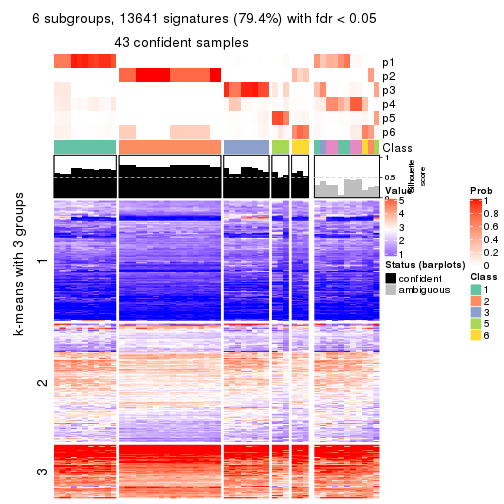 6 subgroups, 13641 signatures (79.4%) with fdr < 0.05
43 confident samples
p1
p2
p3
p4
p5
p6
Class
1
0.5
0
Silhouette
score
k-means with 3 groups
1
2
3
Value
5
4
3
2
1
Status (barplots)
confident
ambiguous
Prob
1
0.8
0.6
0.4
0.2
0
Class
1
2
3
4
5
6